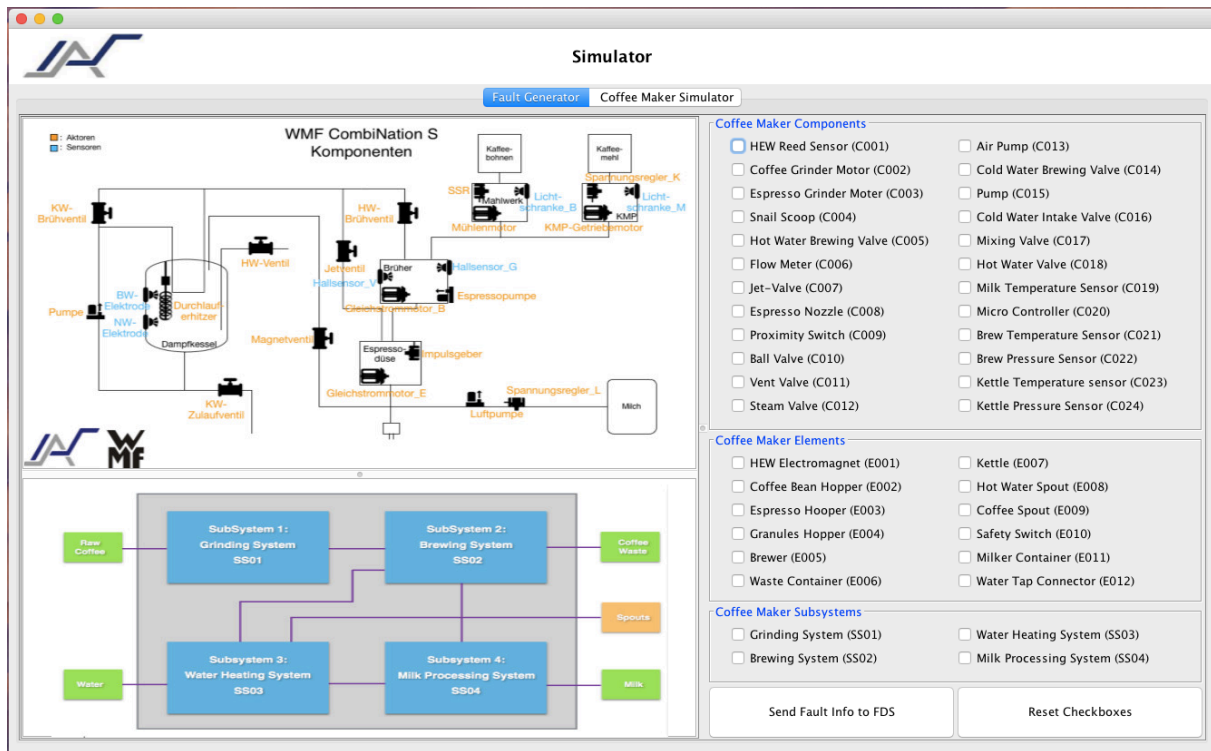 Simulator
Fault Generator
Coffee Maker Simulator
: Aktoren
: Sensoren
WMF CombiNation S
Komponenten
Kaffee-
bohnen
Kaffee-
mehl
Spannungsregler_K
SSR
Mahlwerk
Licht-
schranke_B
Mühlenmotor
Licht-
schranke_M
KMP
KMP-Getriebemotor
KW-
Brühventil
HW-
Brühventil
HW-Ventil
Jetventil
Brüher
Hallsensor_V
Hallsensor_G
Espressopumpe
Gleichstrommotor_B
BW-
Elektrode
Durchlauf-
erhitzer
NW-
Elektrode
Pumpe
Dampfkessel
Magnetventil
Espresso-
düse
Impulsgeber
Gleichstrommotor_E
Spannungsregler_L
Luftpumpe
Milch
KW-
Zulaufventil
WMF
Raw
Coffee
SubSystem 1:
Grinding System
SS01
SubSystem 2:
Brewing System
SS02
Coffee
Waste
Spouts
Water
Subsystem 3:
Water Heating System
SS03
Subsystem 4:
Milk Processing System
SS04
Milk
Coffee Maker Components
HEW Reed Sensor (C001)
Coffee Grinder Motor (C002)
Espresso Grinder Moter (C003)
Snail Scoop (C004)
Hot Water Brewing Valve (C005)
Flow Meter (C006)
Jet-Valve (C007)
Espresso Nozzle (C008)
Proximity Switch (C009)
Ball Valve (C010)
Vent Valve (C011)
Steam Valve (C012)
Air Pump (C013)
Cold Water Brewing Valve (C014)
Pump (C015)
Cold Water Intake Valve (C016)
Mixing Valve (C017)
Hot Water Valve (C018)
Milk Temperature Sensor (C019)
Micro Controller (C020)
Brew Temperature Sensor (C021)
Brew Pressure Sensor (C022)
Kettle Temperature sensor (C023)
Kettle Pressure Sensor (C024)
Coffee Maker Elements
HEW Electromagnet (E001)
Coffee Bean Hopper (E002)
Espresso Hooper (E003)
Granules Hopper (E004)
Brewer (E005)
Waste Container (E006)
Kettle (E007)
Hot Water Spout (E008)
Coffee Spout (E009)
Safety Switch (E010)
Milker Container (E011)
Water Tap Connector (E012)
Coffee Maker Subsystems
Grinding System (SS01)
Brewing System (SS02)
Water Heating System (SS03)
Milk Processing System (SS04)
Send Fault Info to FDS
Reset Checkboxes